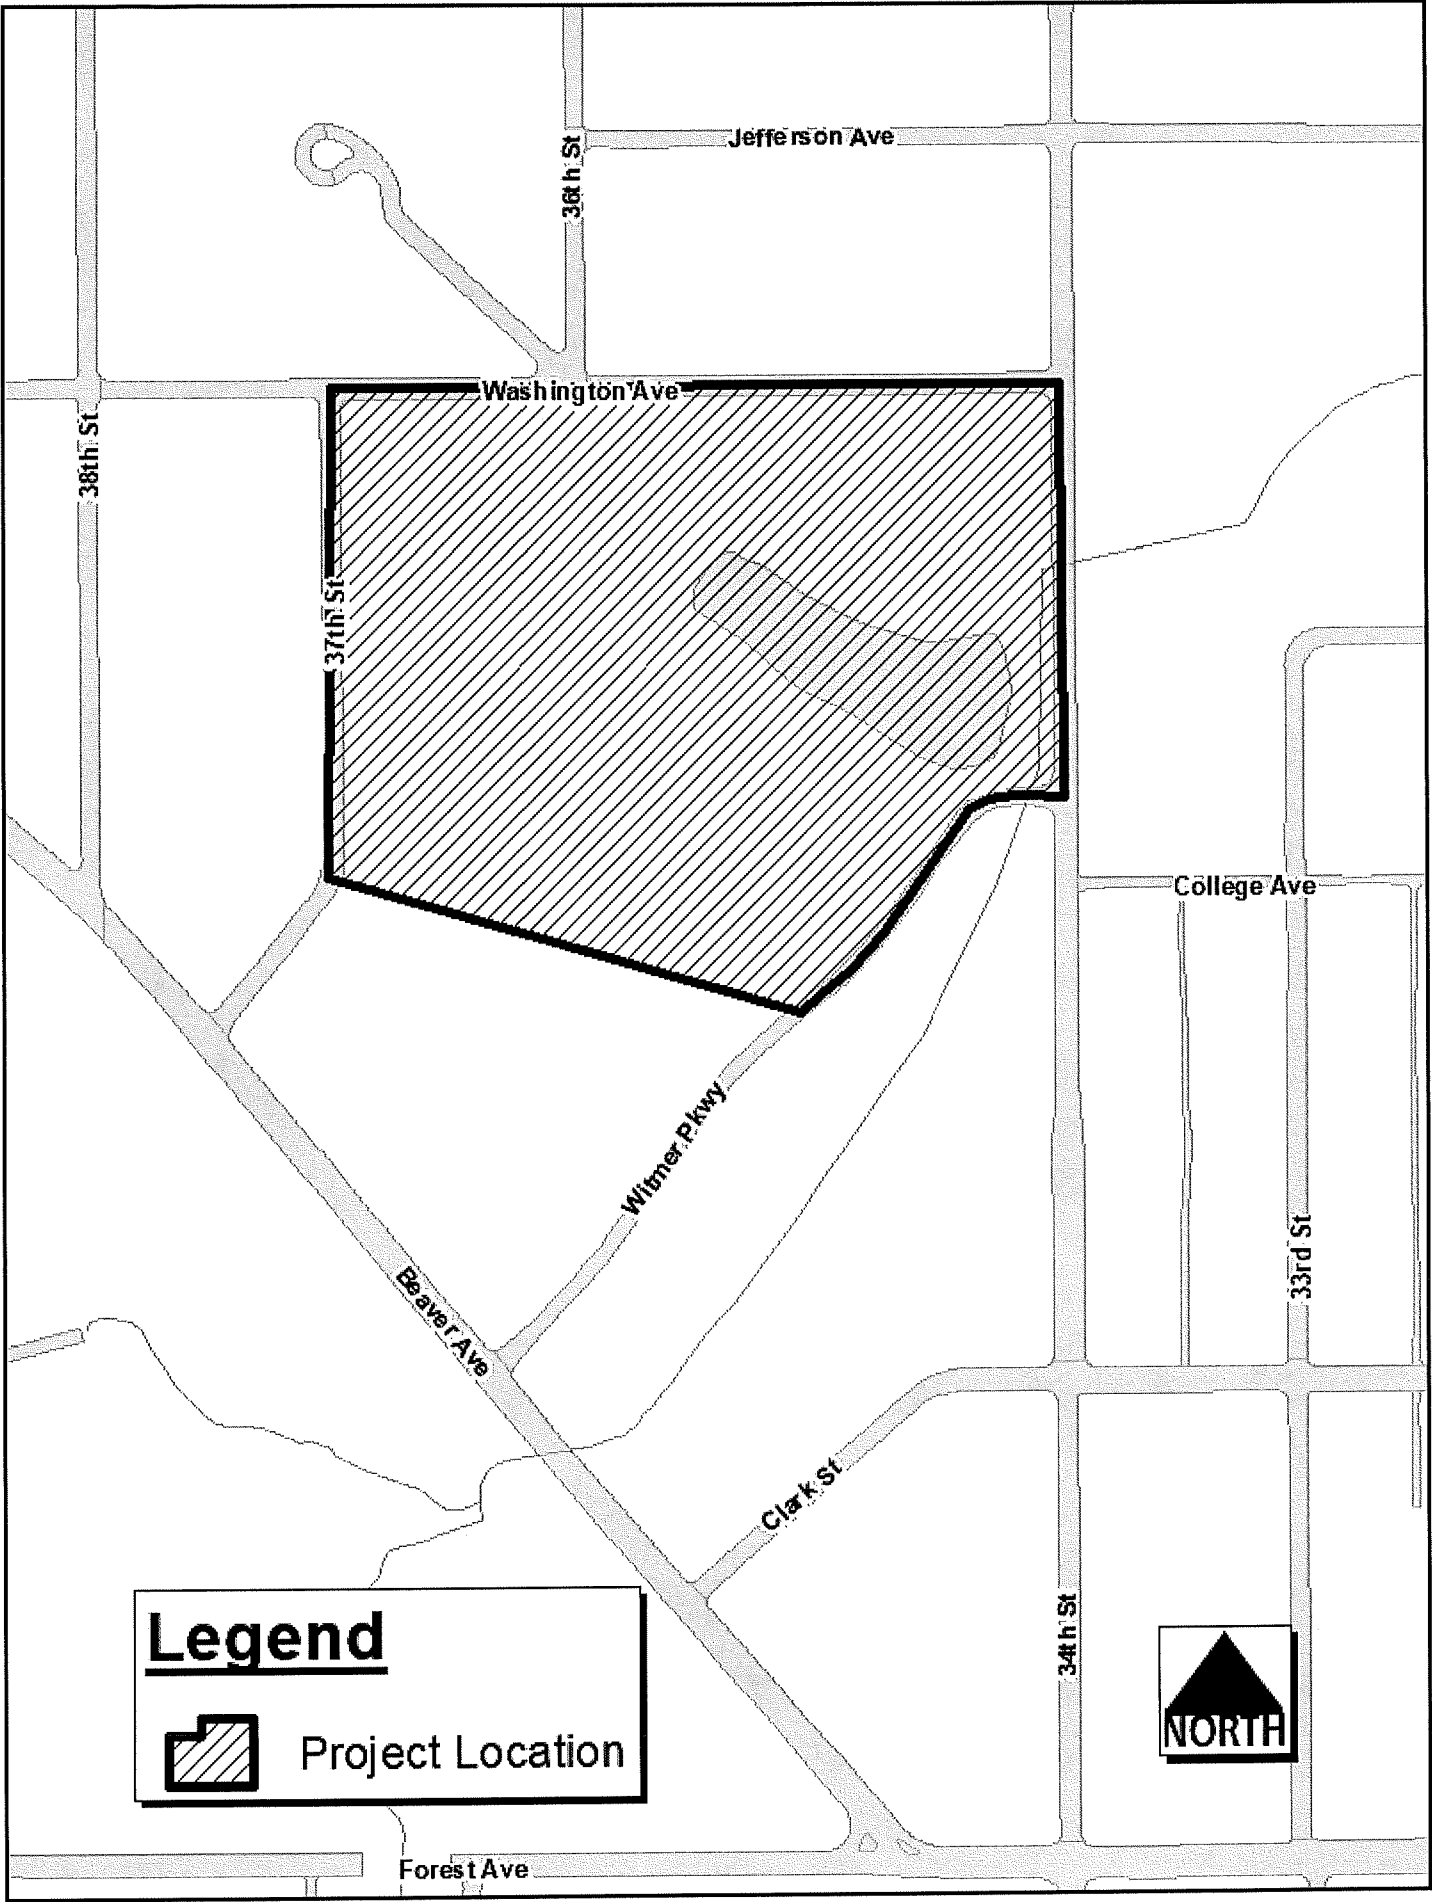 Jefferson Ave
36th St
Washington Ave
38th St
37th St
College Ave
Witmer Pkwy
33rd St
Beaver Ave
Clark St
34th St
Legend
Project Location
NORTH
Forest Ave